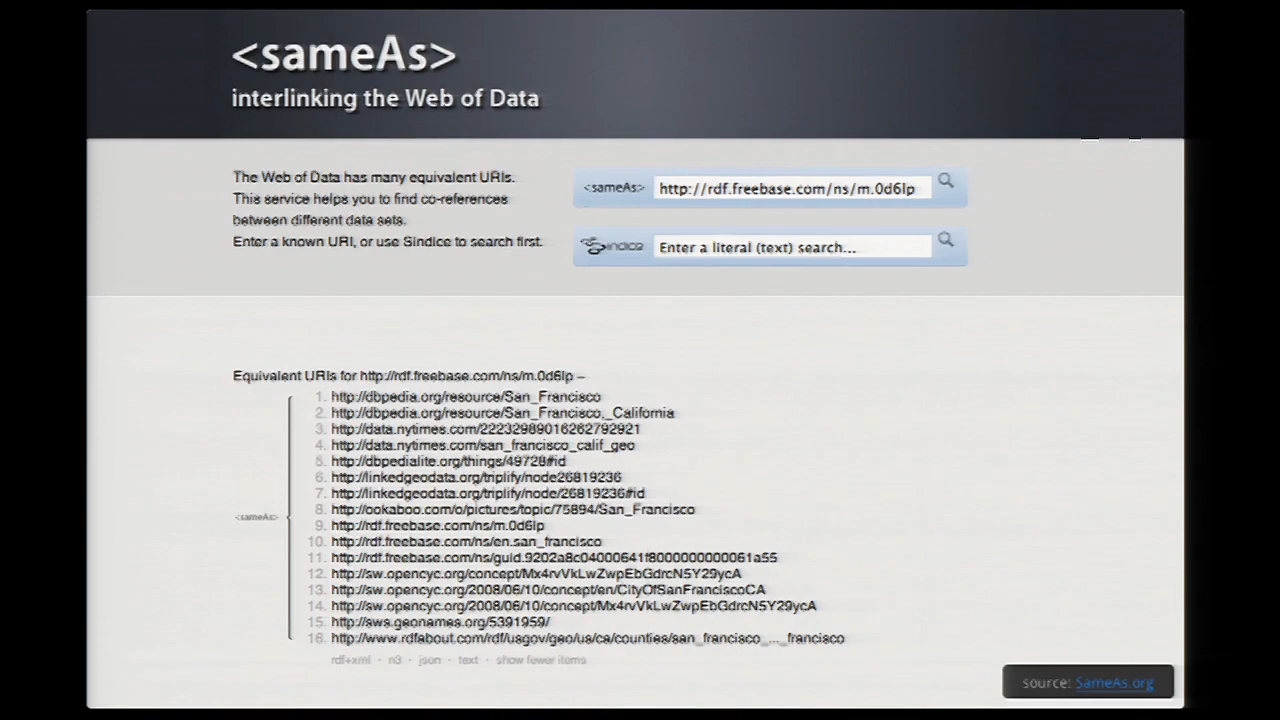 <sameAs>
interlinking the Web of Data
The Web of Data has many equivalent URIs.
This service helps you to find co-references
between different data sets.
Enter a known URI, or use Sindice to search first.
<sameAs> http://rdf.freebase.com/ns/m.0d6lp
sindice Enter a literal (text) search...
Equivalent URIs for http://rdf.freebase.com/ns/m.0d6lp –
1. http://dbpedia.org/resource/San_Francisco
2. http://dbpedia.org/resource/San_Francisco,_California
3. http://data.nytimes.com/22232989016262792921
4. http://data.nytimes.com/san_francisco_calif_geo
5. http://dbpedialite.org/things/49728#id
6. http://linkedgeodata.org/triplify/node26819236
7. http://linkedgeodata.org/triplify/node/26819236#id
8. http://ookaboo.com/o/pictures/topic/75894/San_Francisco
<sameAs>
9. http://rdf.freebase.com/ns/m.0d6lp
10. http://rdf.freebase.com/ns/en.san_francisco
11. http://rdf.freebase.com/ns/guid.9202a8c04000641f8000000000061a55
12. http://sw.opencyc.org/concept/Mx4rvVkLwZwpEbGdrcN5Y29ycA
13. http://sw.opencyc.org/2008/06/10/concept/en/CityOfSanFranciscoCA
14. http://sw.opencyc.org/2008/06/10/concept/Mx4rvVkLwZwpEbGdrcN5Y29ycA
15. http://sws.geonames.org/5391959/
16. http://www.rdfabout.com/rdf/usgov/geo/us/ca/counties/san_francisco_..._francisco
rdf+xml - n3 - json - text - show fewer items
source: SameAs.org